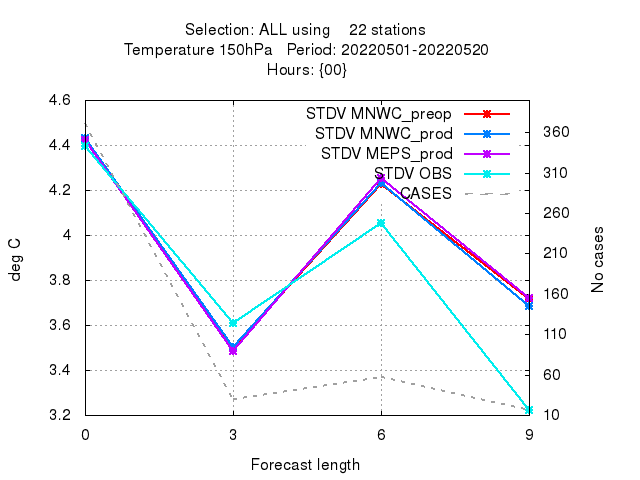 Selection: ALL using    22 stations
Temperature 150hPa   Period: 20220501-20220520
Hours: {00}
4.6
4.4
4.2
4
3.8
3.6
3.4
3.2
deg C
STDV MNWC_preop
STDV MNWC_prod
STDV MEPS_prod
STDV OBS
CASES
360
310
260
210
160
110
60
10
No cases
0 3 6 9
Forecast length